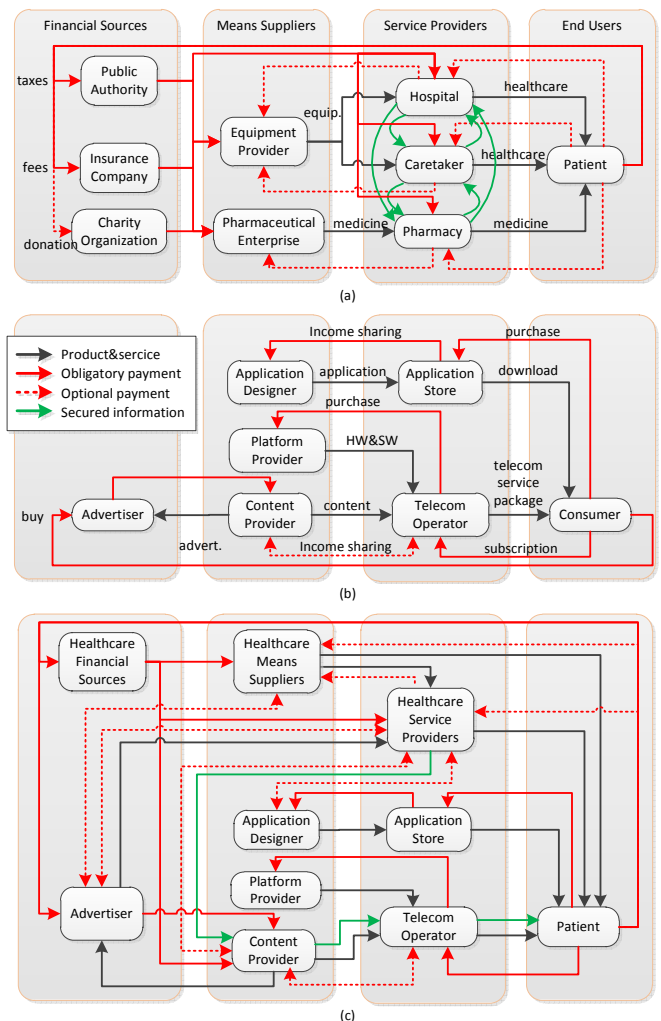 Financial Sources
Means Suppliers
Service Providers
End Users
taxes
Public
Authority
Hospital
healthcare
equip.
Equipment
Provider
fees
Insurance
Company
Caretaker
healthcare
Patient
donation
Charity
Organization
Pharmaceutical
Enterprise
medicine
Pharmacy
medicine
(a)
Product&service
Obligatory payment
Optional payment
Secured information
Income sharing
purchase
Application
Designer
application
Application
Store
download
purchase
Platform
Provider
HW&SW
telecom
service
package
buy
Advertiser
Content
Provider
content
Telecom
Operator
Consumer
advert.
Income sharing
subscription
(b)
Healthcare
Financial
Sources
Healthcare
Means
Suppliers
Healthcare
Service
Providers
Application
Designer
Application
Store
Platform
Provider
Advertiser
Content
Provider
Telecom
Operator
Patient
(c)